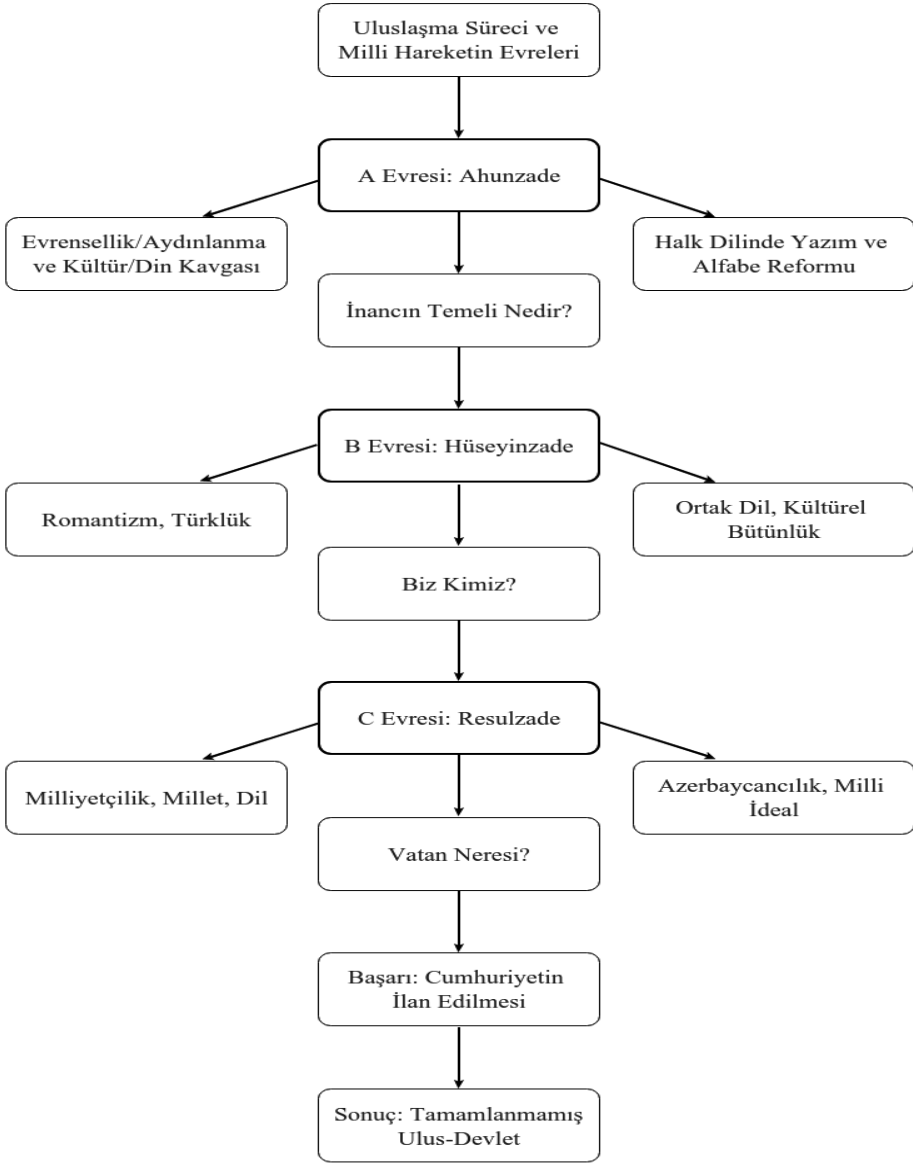 Uluslaşma Süreci ve
Milli Hareketin Evreleri
A Evresi: Ahunzade
Evrensellik/Aydınlanma
ve Kültür/Din Kavgası
Halk Dilinde Yazım ve
Alfabe Reformu
İnancın Temeli Nedir?
B Evresi: Hüseyinzade
Romantizm, Türklük
Ortak Dil, Kültürel
Bütünlük
Biz Kimiz?
C Evresi: Resulzade
Milliyetçilik, Millet, Dil
Azerbaycancılık, Milli
İdeal
Vatan Neresi?
Başarı: Cumhuriyetin
İlan Edilmesi
Sonuç: Tamamlanmamış
Ulus-Devlet